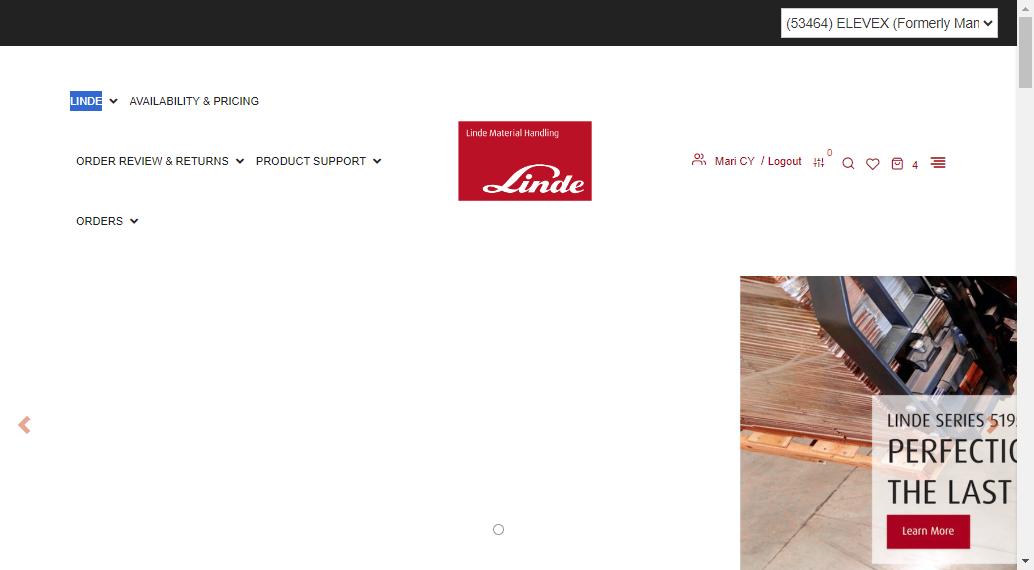 (53464) ELEVEX (Formerly Man
LINDE
AVAILABILITY & PRICING
ORDER REVIEW & RETURNS
PRODUCT SUPPORT
ORDERS
Linde Material Handling
Linde
Mari CY / Logout
0
4
LINDE SERIES 519
PERFECTIO
THE LAST
Learn More